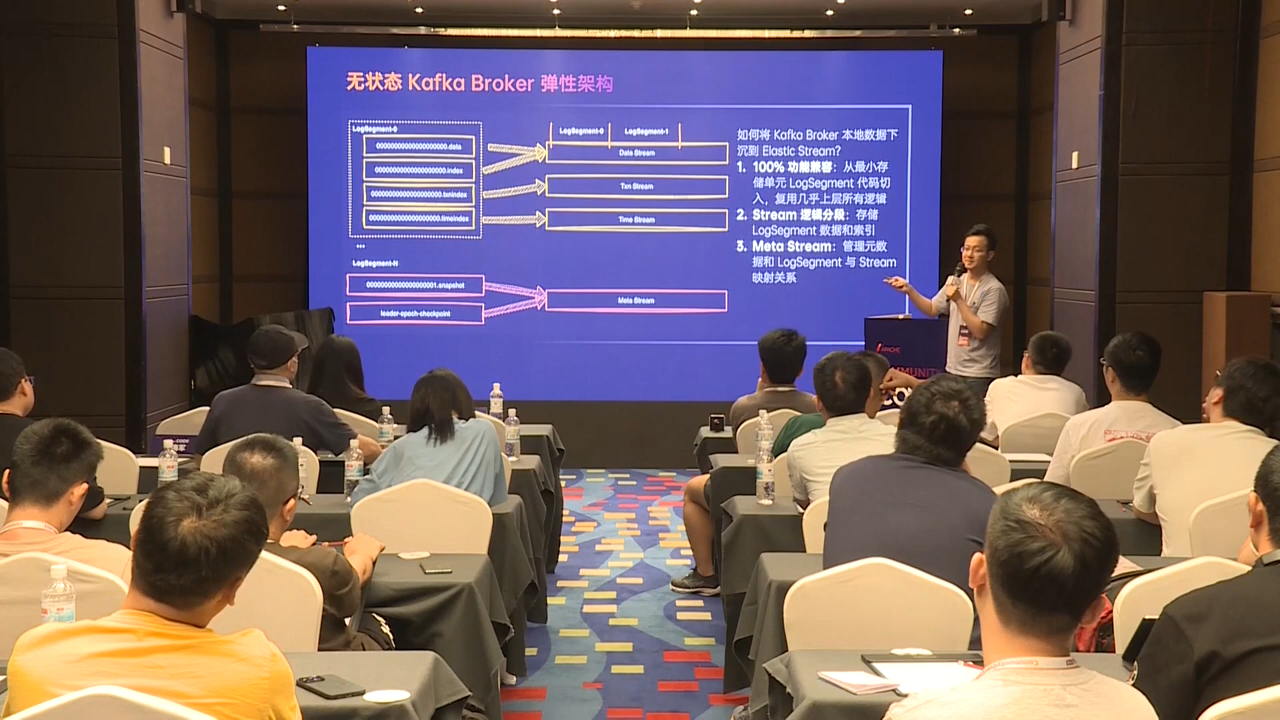 无状态 Kafka Broker 弹性架构
LogSegment-0
00000000000000000000.data
00000000000000000000.index
00000000000000000000.txnindex
00000000000000000000.timeindex
...
LogSegment-N
00000000000000000001.snapshot
leader-epoch-checkpoint
LogSegment-0
LogSegment-1
Data Stream
Txn Stream
Time Stream
Meta Stream
如何将 Kafka Broker 本地数据下
沉到 Elastic Stream?
1. 100% 功能兼容：从最小存
储单元 LogSegment 代码切
入，复用几乎上层所有逻辑
2. Stream 逻辑分段：存储
LogSegment 数据和索引
3. Meta Stream：管理元数
据和 LogSegment 与 Stream
映射关系
APACHE